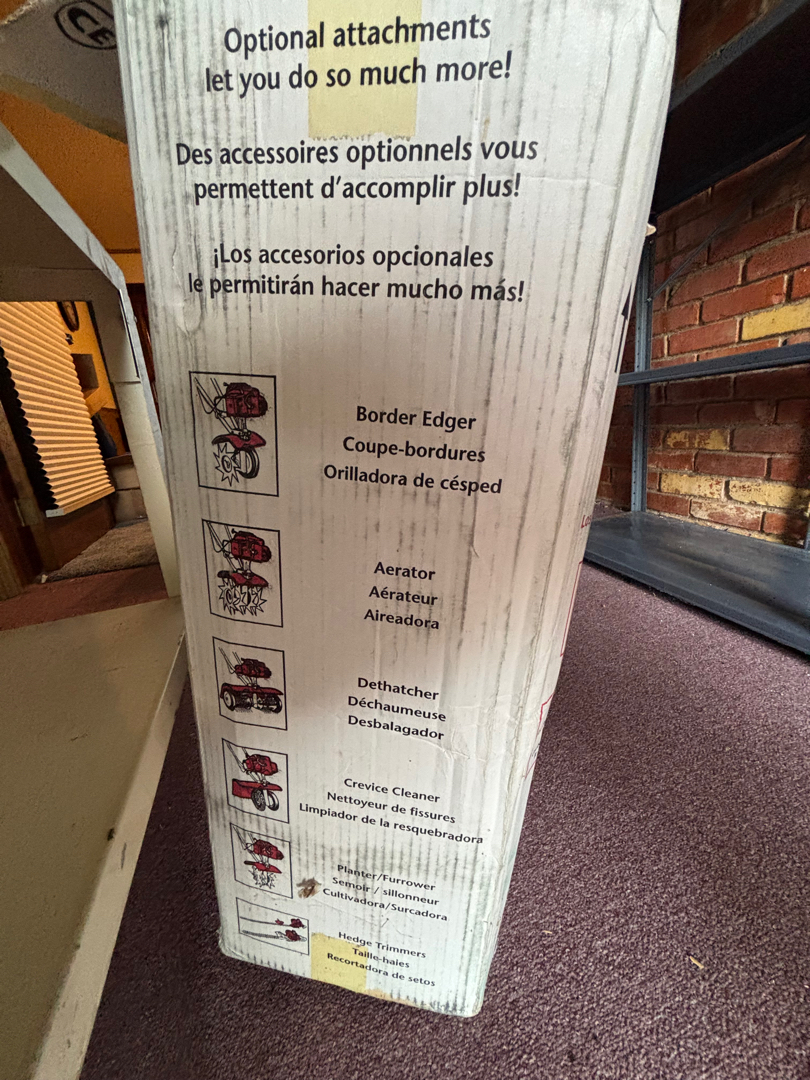 CE
Optional attachments
let you do so much more!
Des accessoires optionnels vous
permettent d'accomplir plus!
¡Los accesorios opcionales
le permitirán hacer mucho más!
Border Edger
Coupe-bordures
Orilladora de césped
Aerator
Aérateur
Aireadora
Dethatcher
Déchaumeuse
Desbalagador
Crevice Cleaner
Nettoyeur de fissures
Limpiador de la resquebradora
Planter/Furrower
Semoir / sillonneur
Cultivadora/Surcadora
Hedge Trimmers
Taille-haies
Recortadora de setos